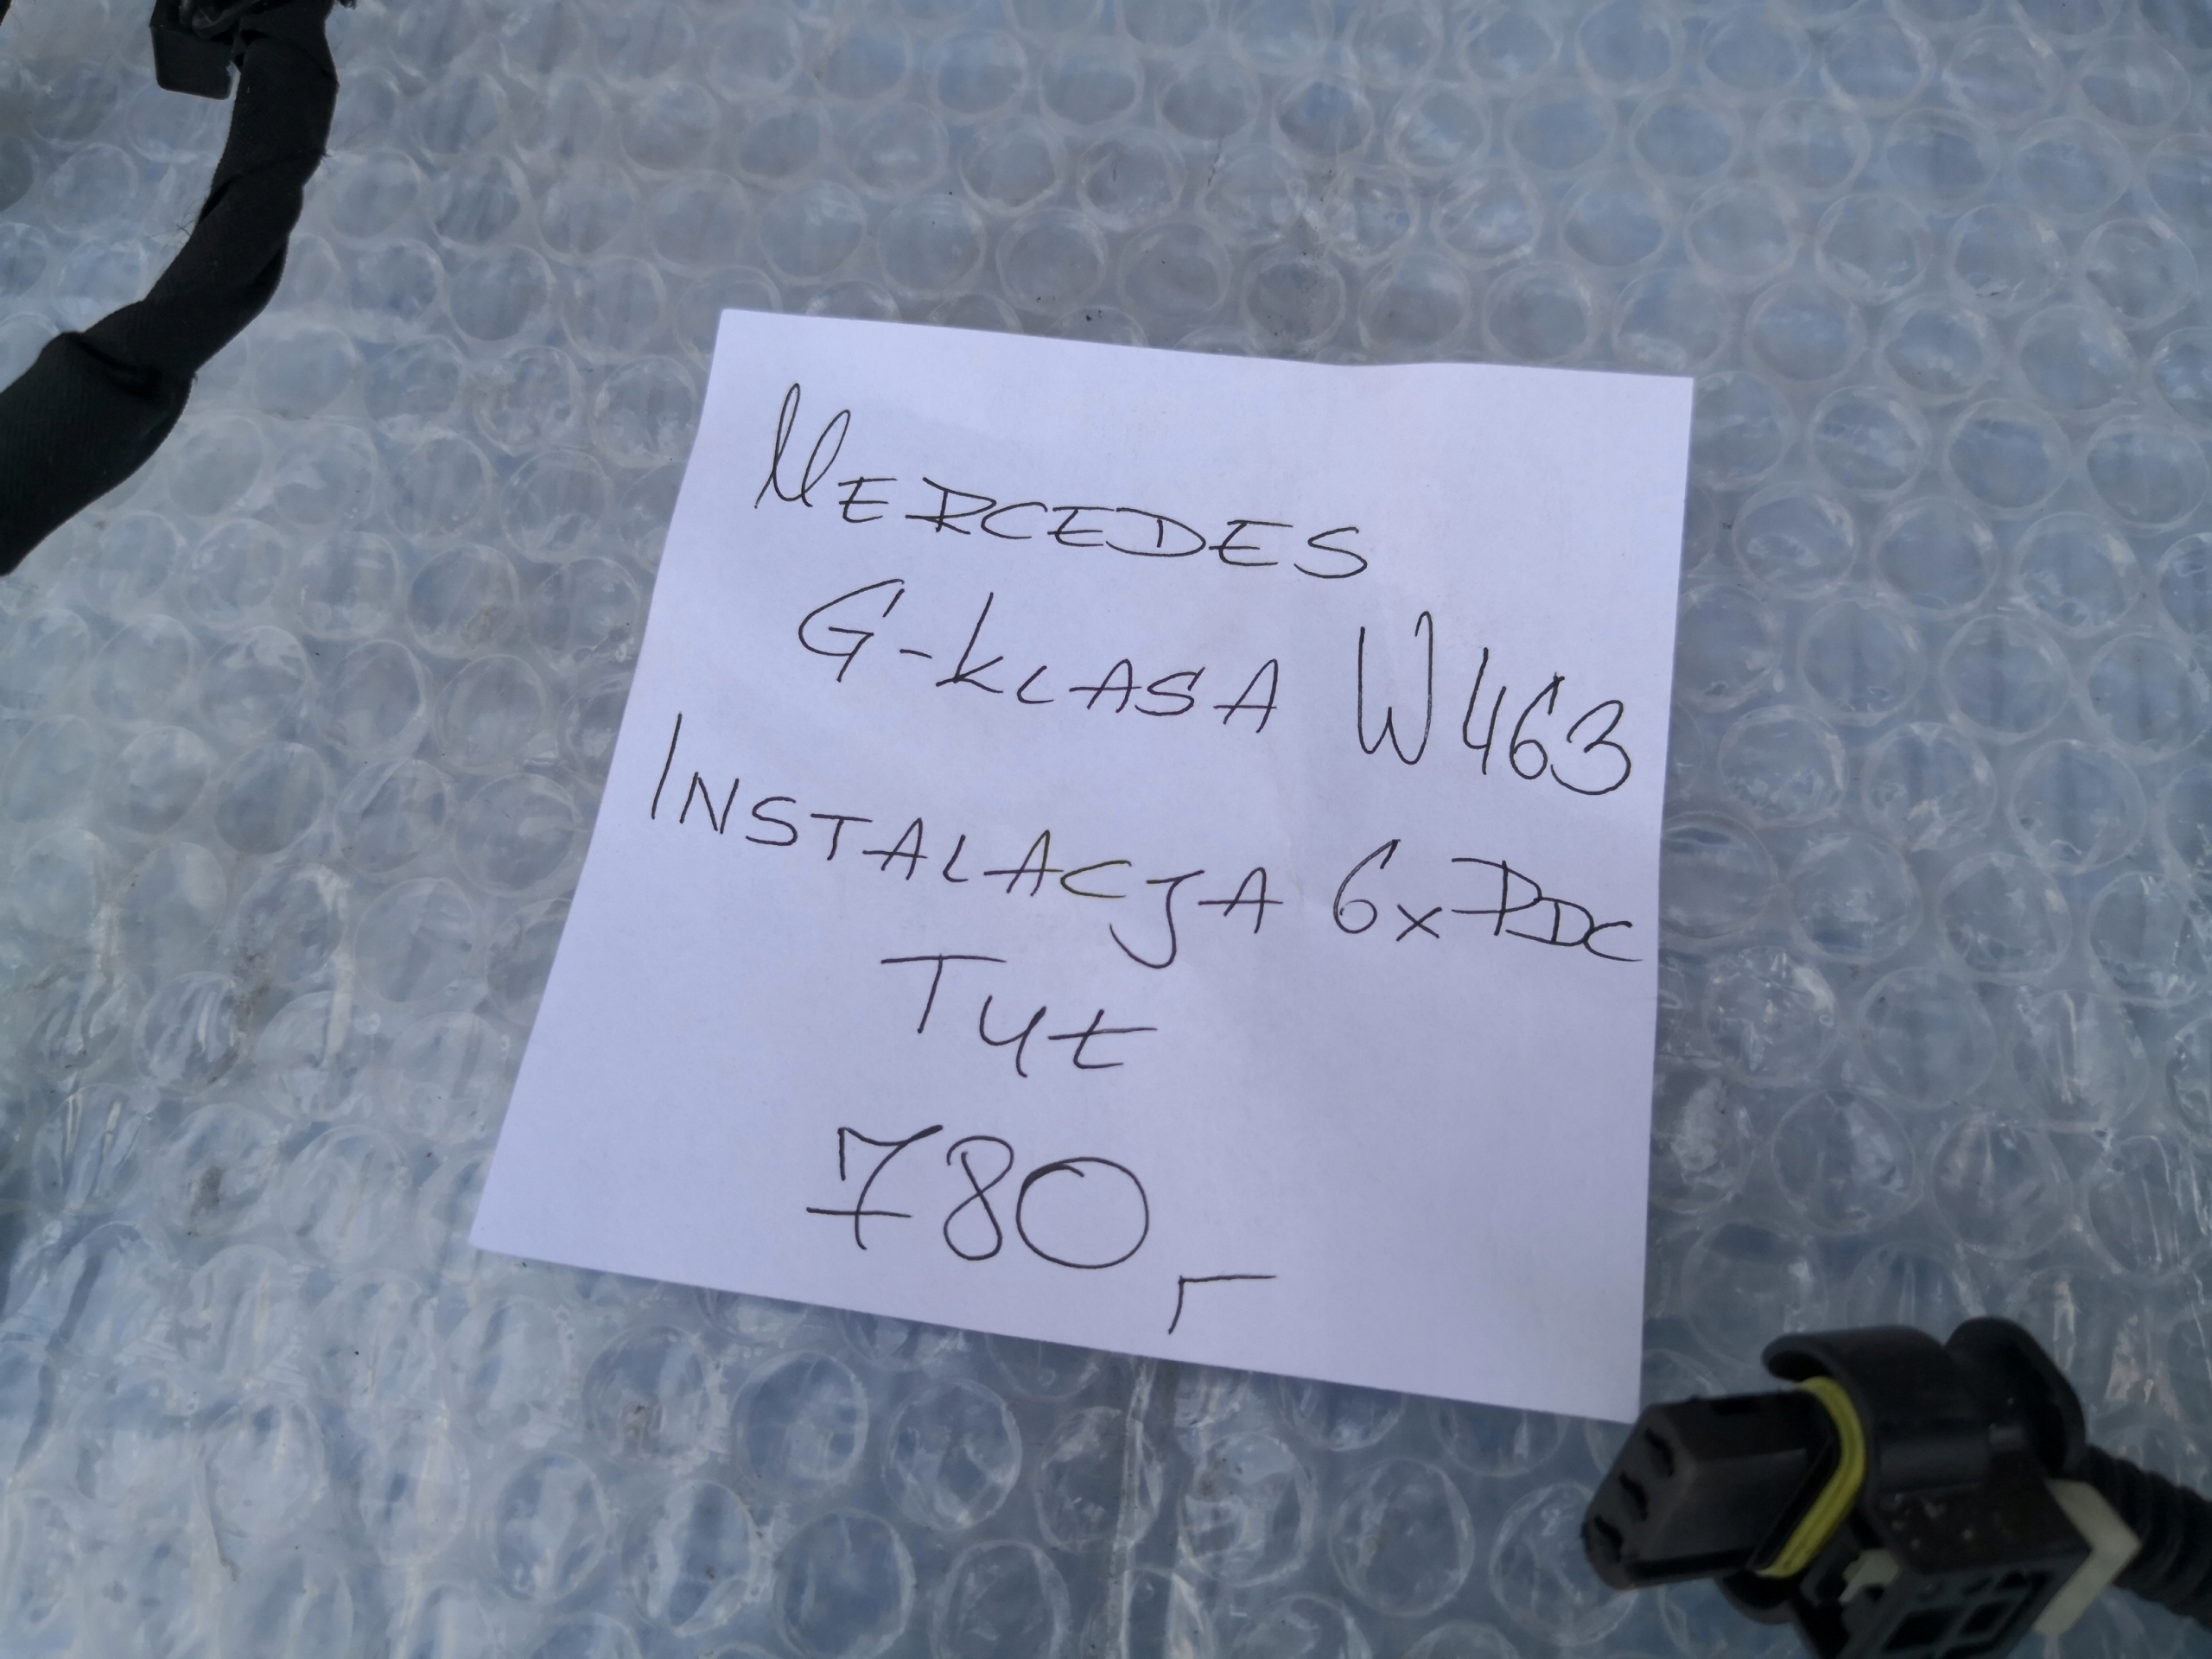 MERCEDES
G-KLASA W463
INSTALACJA 6xPDC
TYŁ
780,-